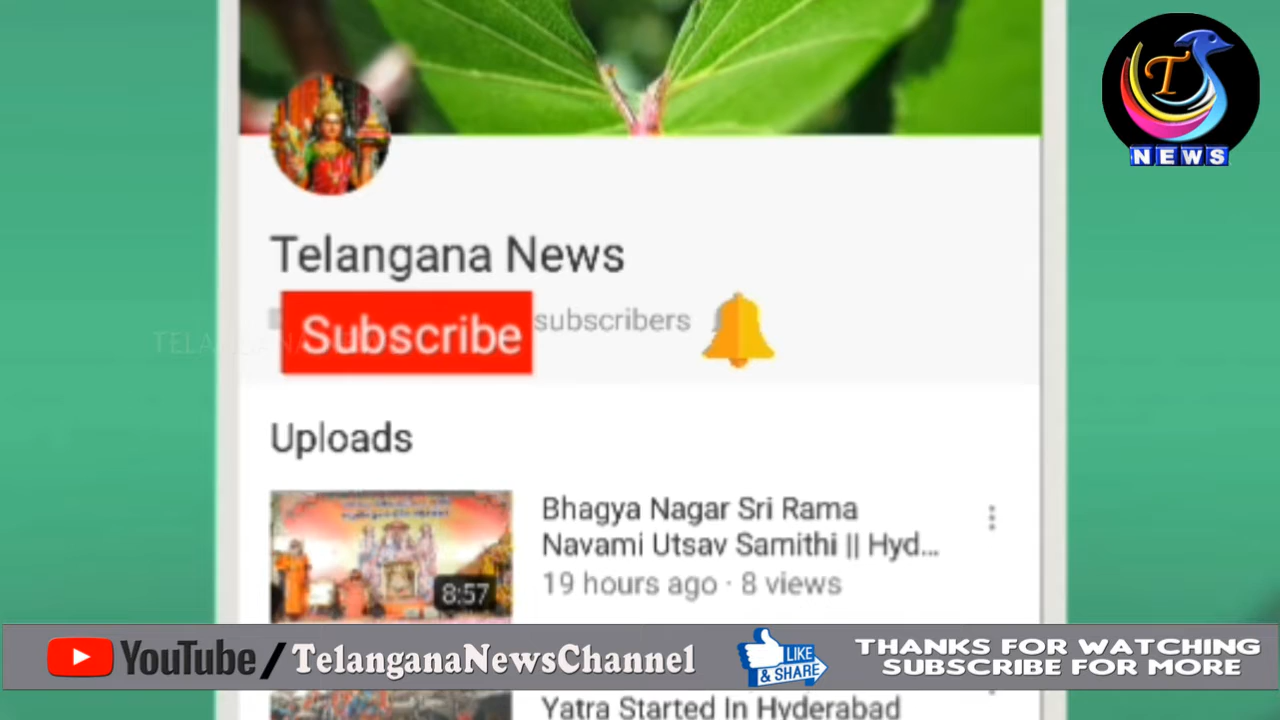 T
NEWS
Telangana News
Subscribe
subscribers
Uploads
8:57
Bhagya Nagar Sri Rama
Navami Utsav Samithi || Hyd...
19 hours ago · 8 views
YouTube / TelanganaNewsChannel
LIKE
& SHARE
THANKS FOR WATCHING
SUBSCRIBE FOR MORE
Yatra Started In Hyderabad